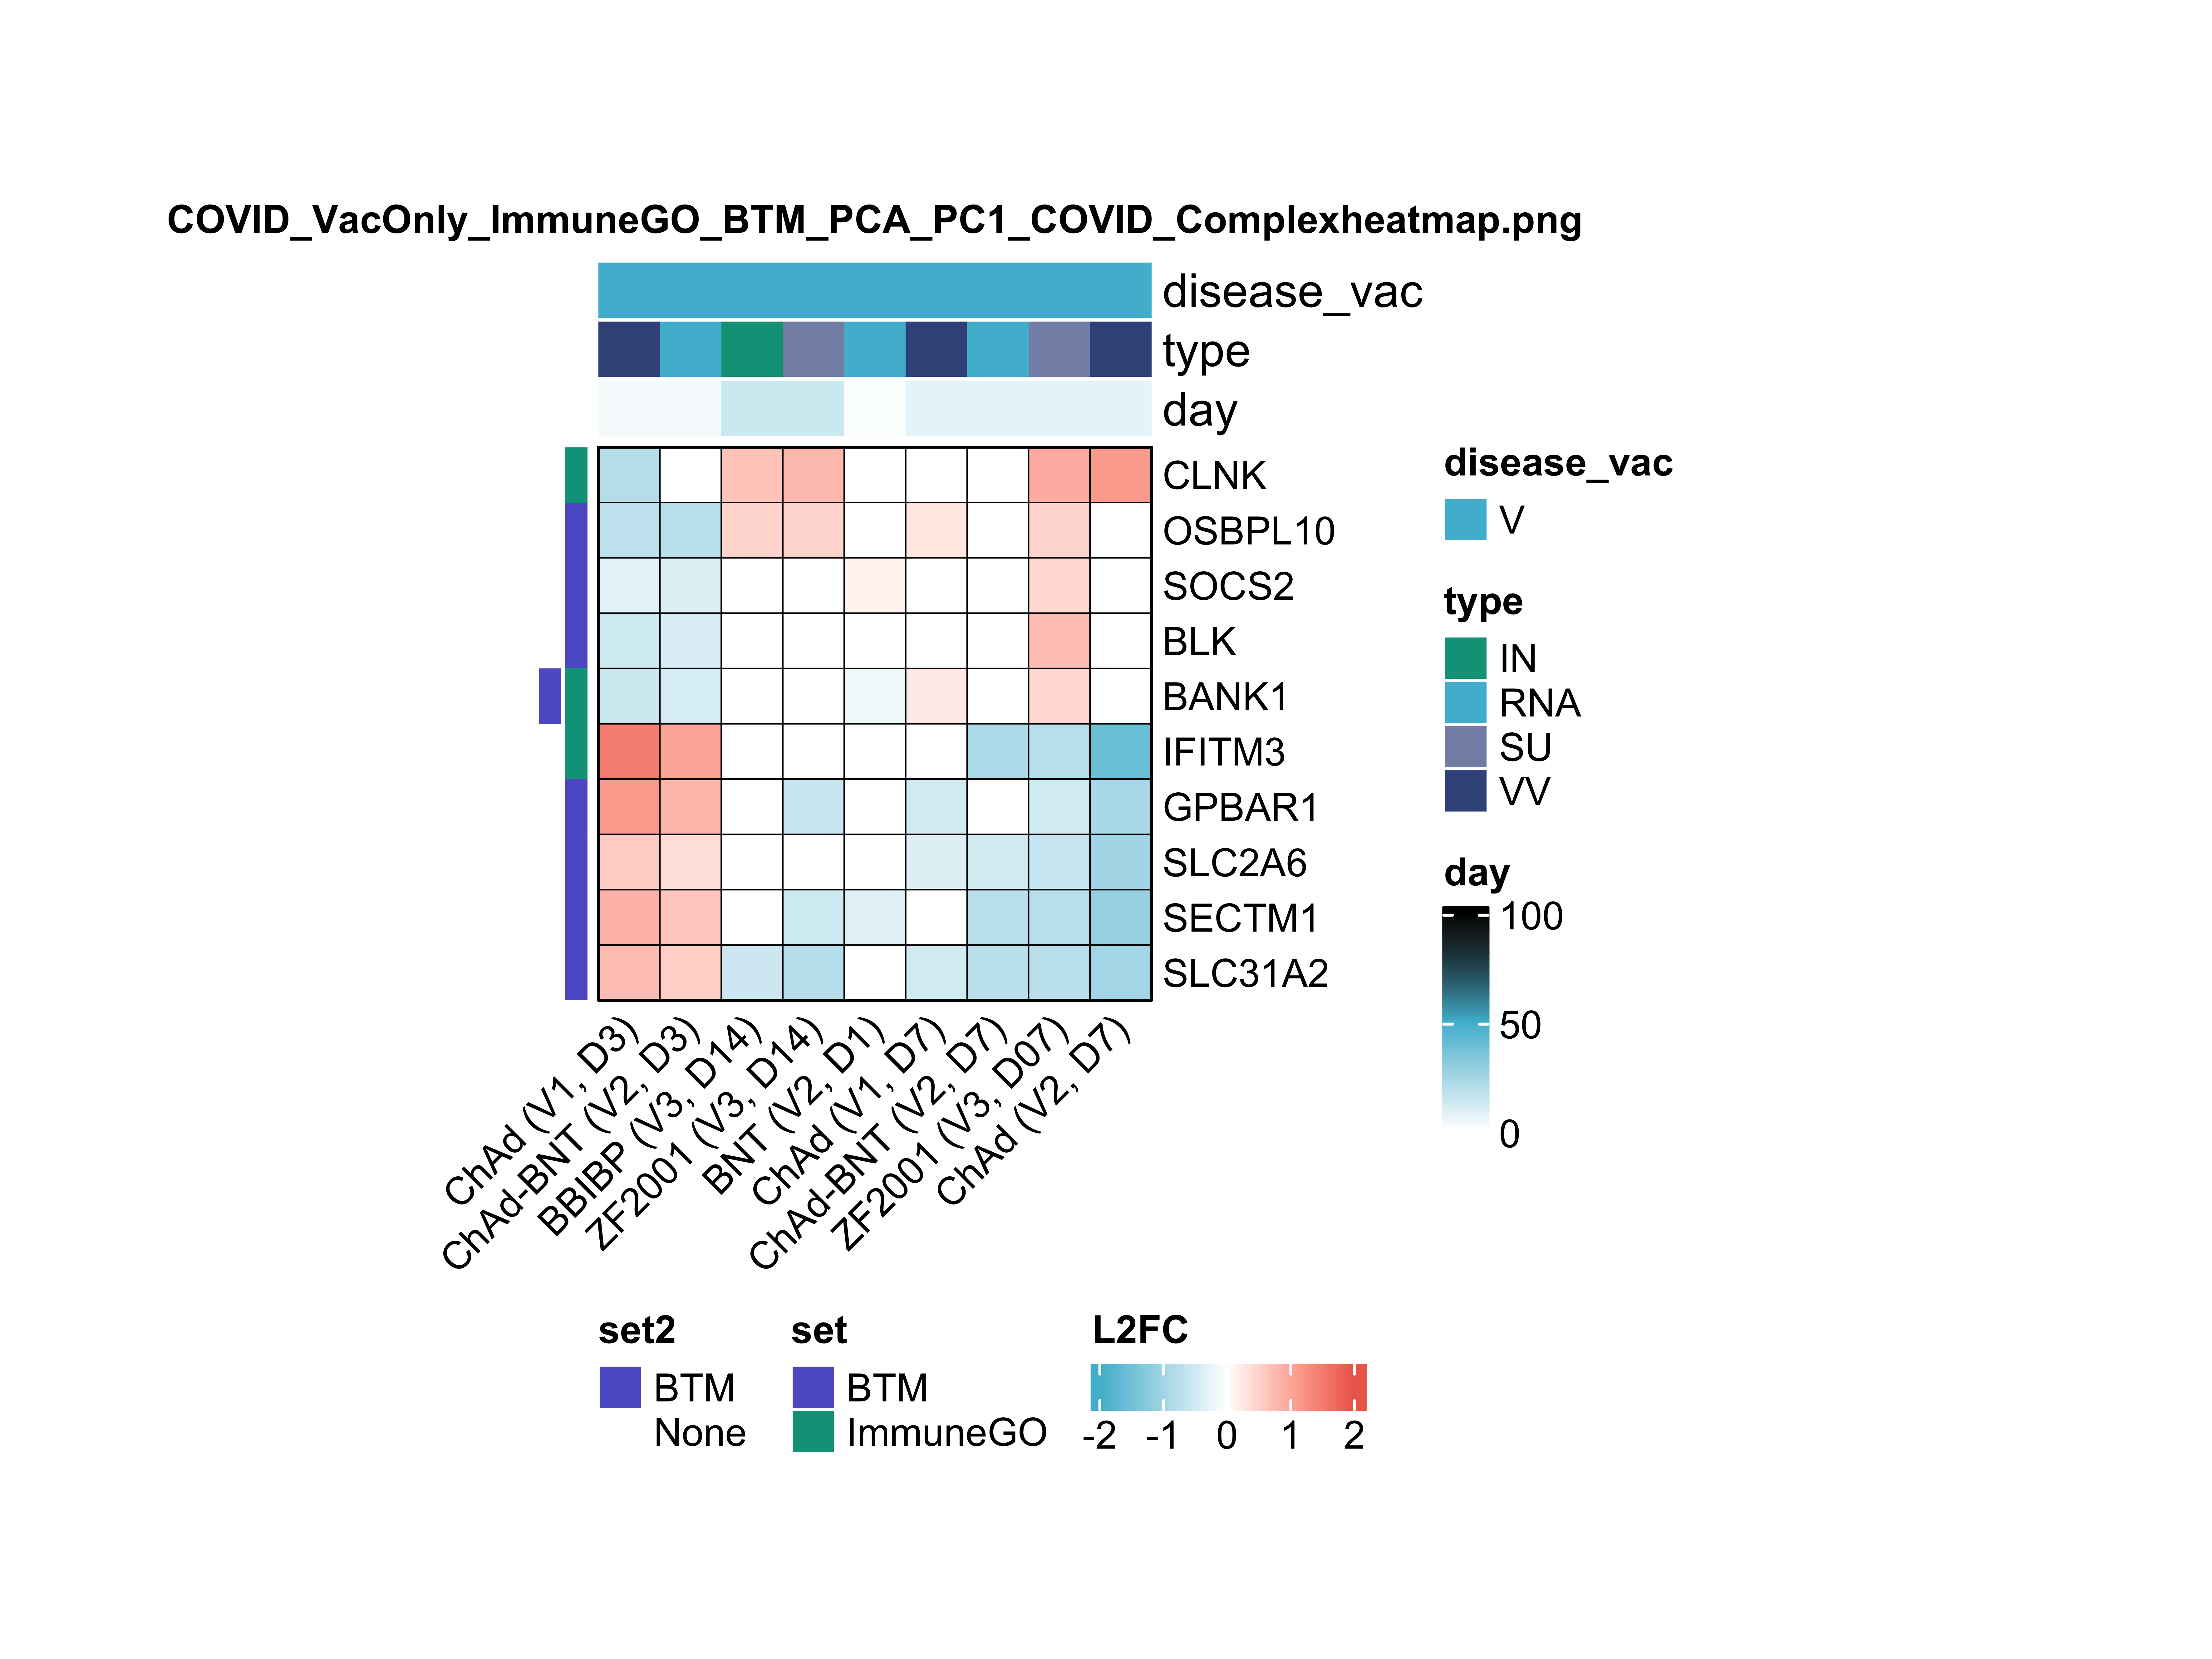 COVID_VacOnly_ImmuneGO_BTM_PCA_PC1_COVID_Complexheatmap.png
disease_vac
type
day
CLNK
OSBPL10
SOCS2
BLK
BANK1
IFITM3
GPBAR1
SLC2A6
SECTM1
SLC31A2
ChAd (V1, D3)
ChAd-BNT (V2, D3)
BBIBP (V3, D14)
ZF2001 (V3, D14)
BNT (V2, D1)
ChAd (V1, D7)
ChAd-BNT (V2, D7)
ZF2001 (V3, D07)
ChAd (V2, D7)
disease_vac
V
type
IN
RNA
SU
VV
day
100
50
0
set2
BTM
None
set
BTM
ImmuneGO
L2FC
-2 -1 0 1 2